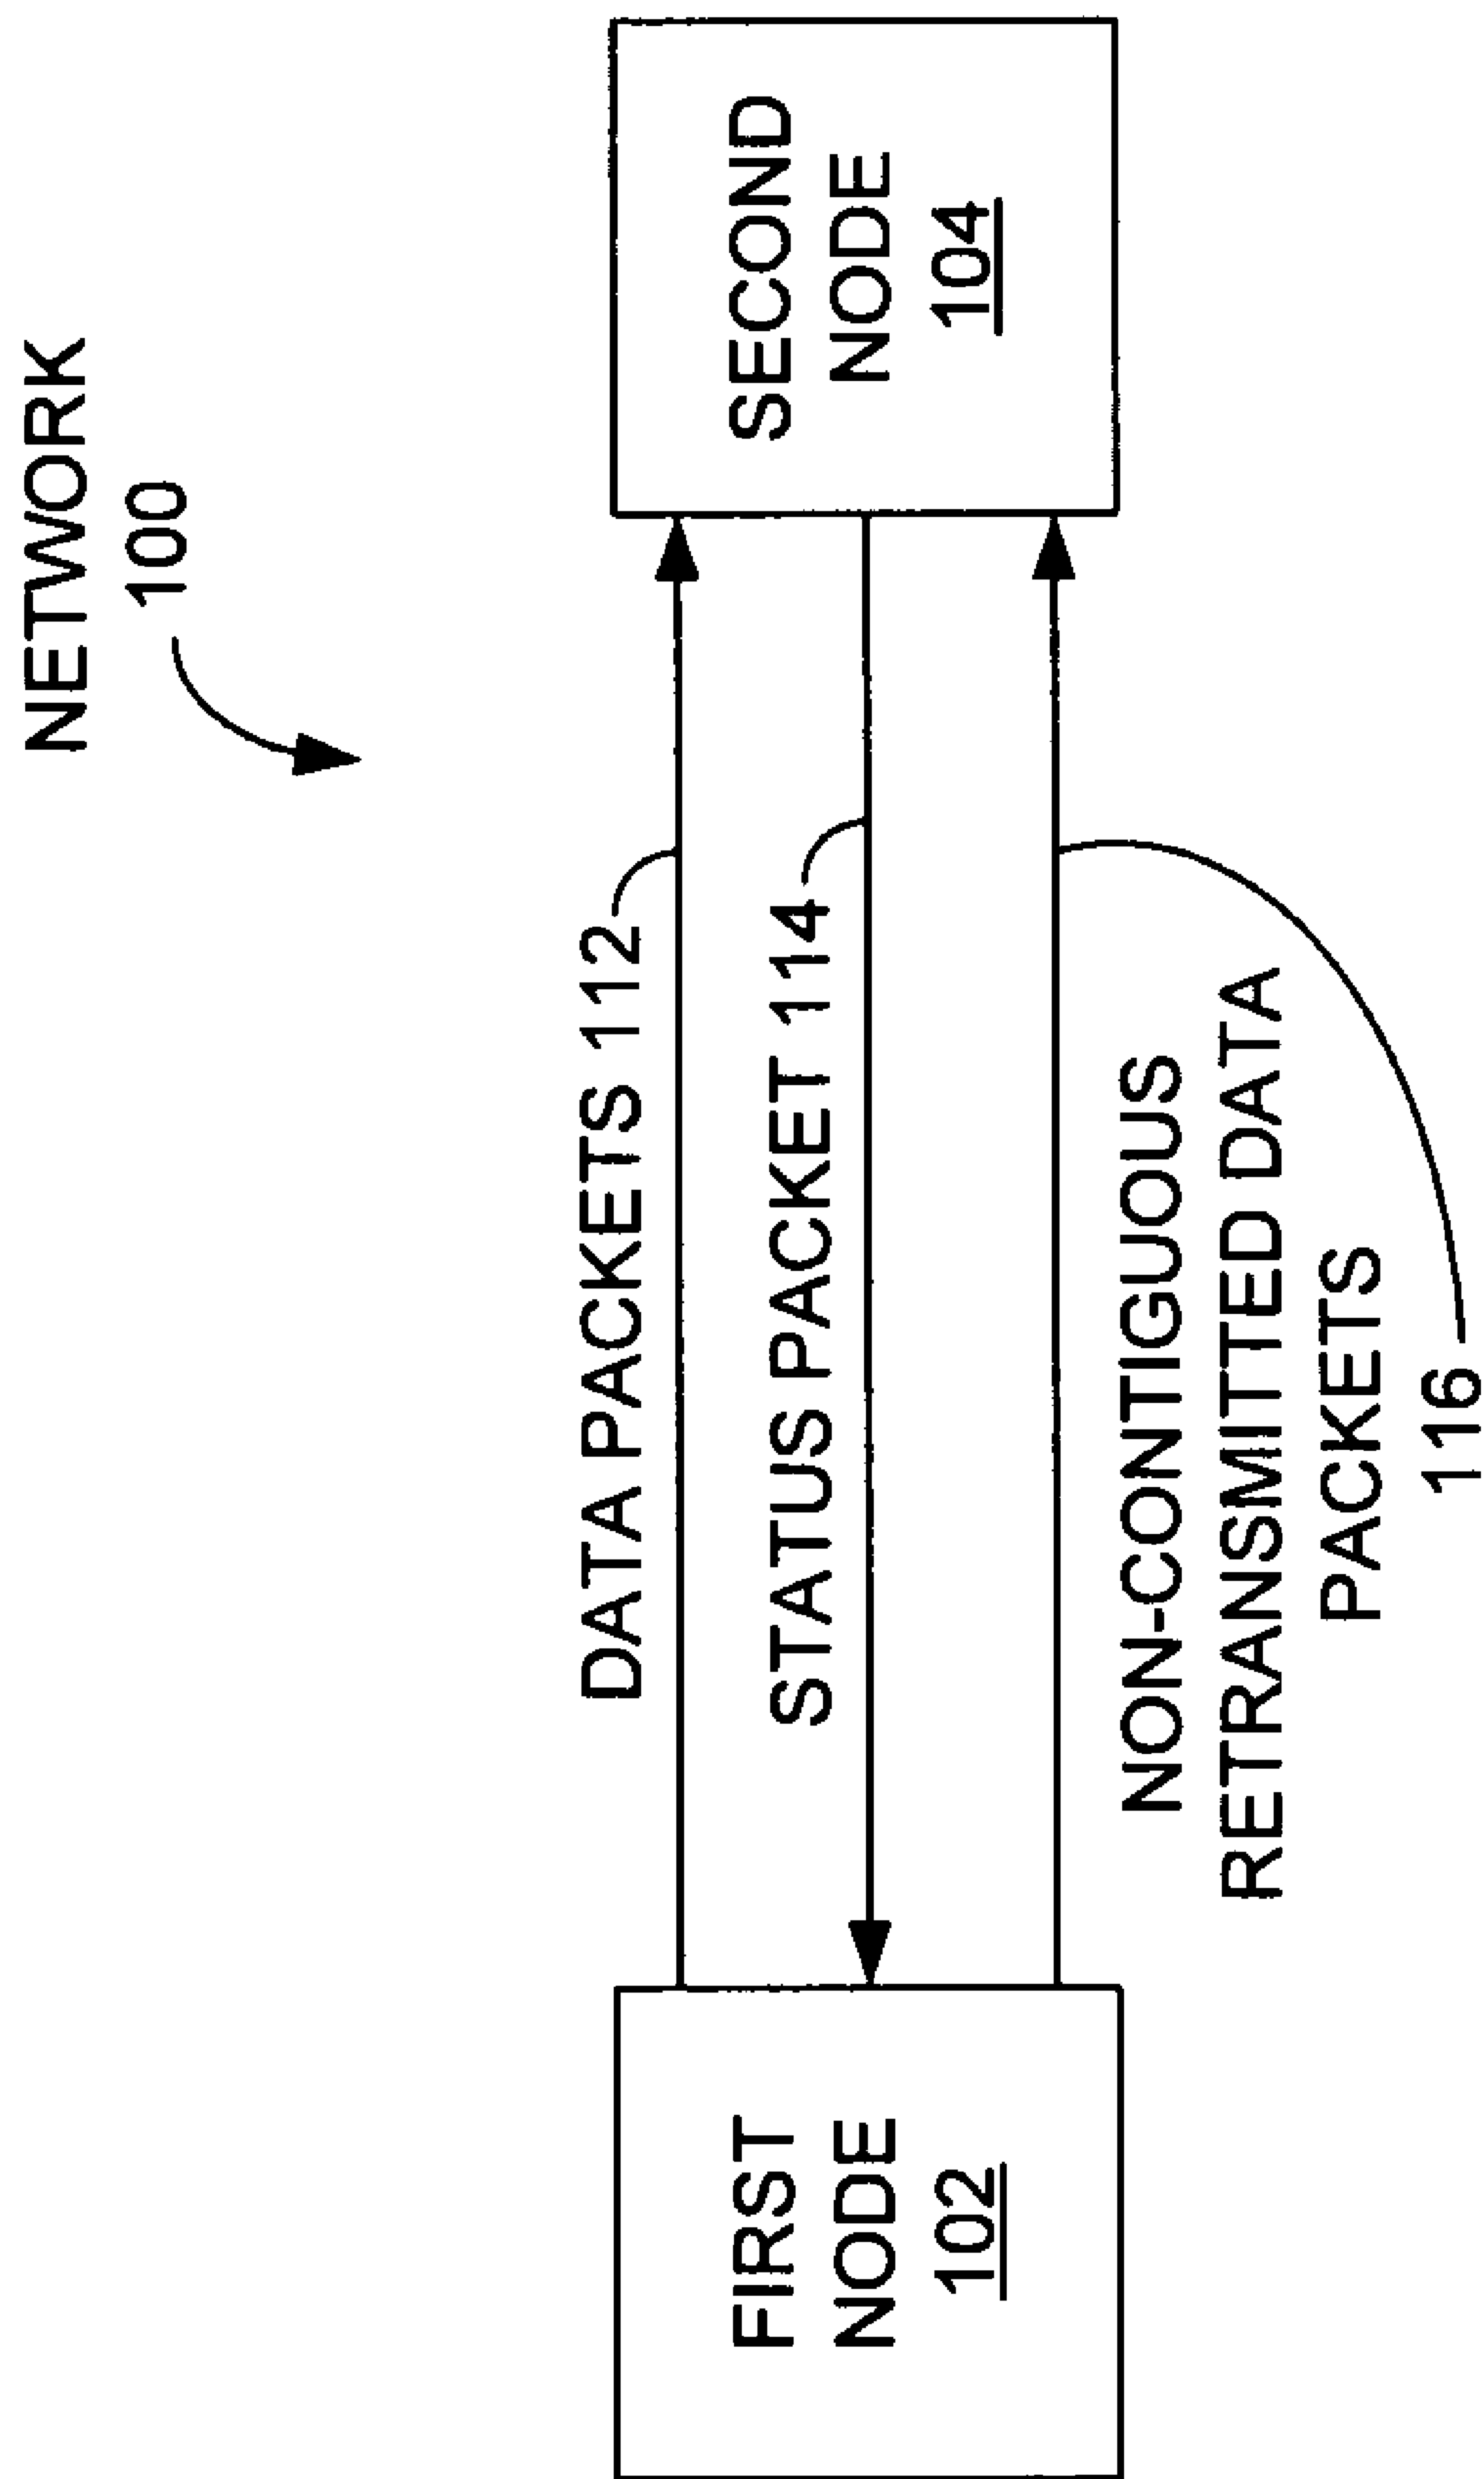 NETWORK
100
DATA PACKETS 112
STATUS PACKET 114
NON-CONTIGUOUS
RETRANSMITTED DATA
PACKETS
116
FIRST
NODE
102
SECOND
NODE
104